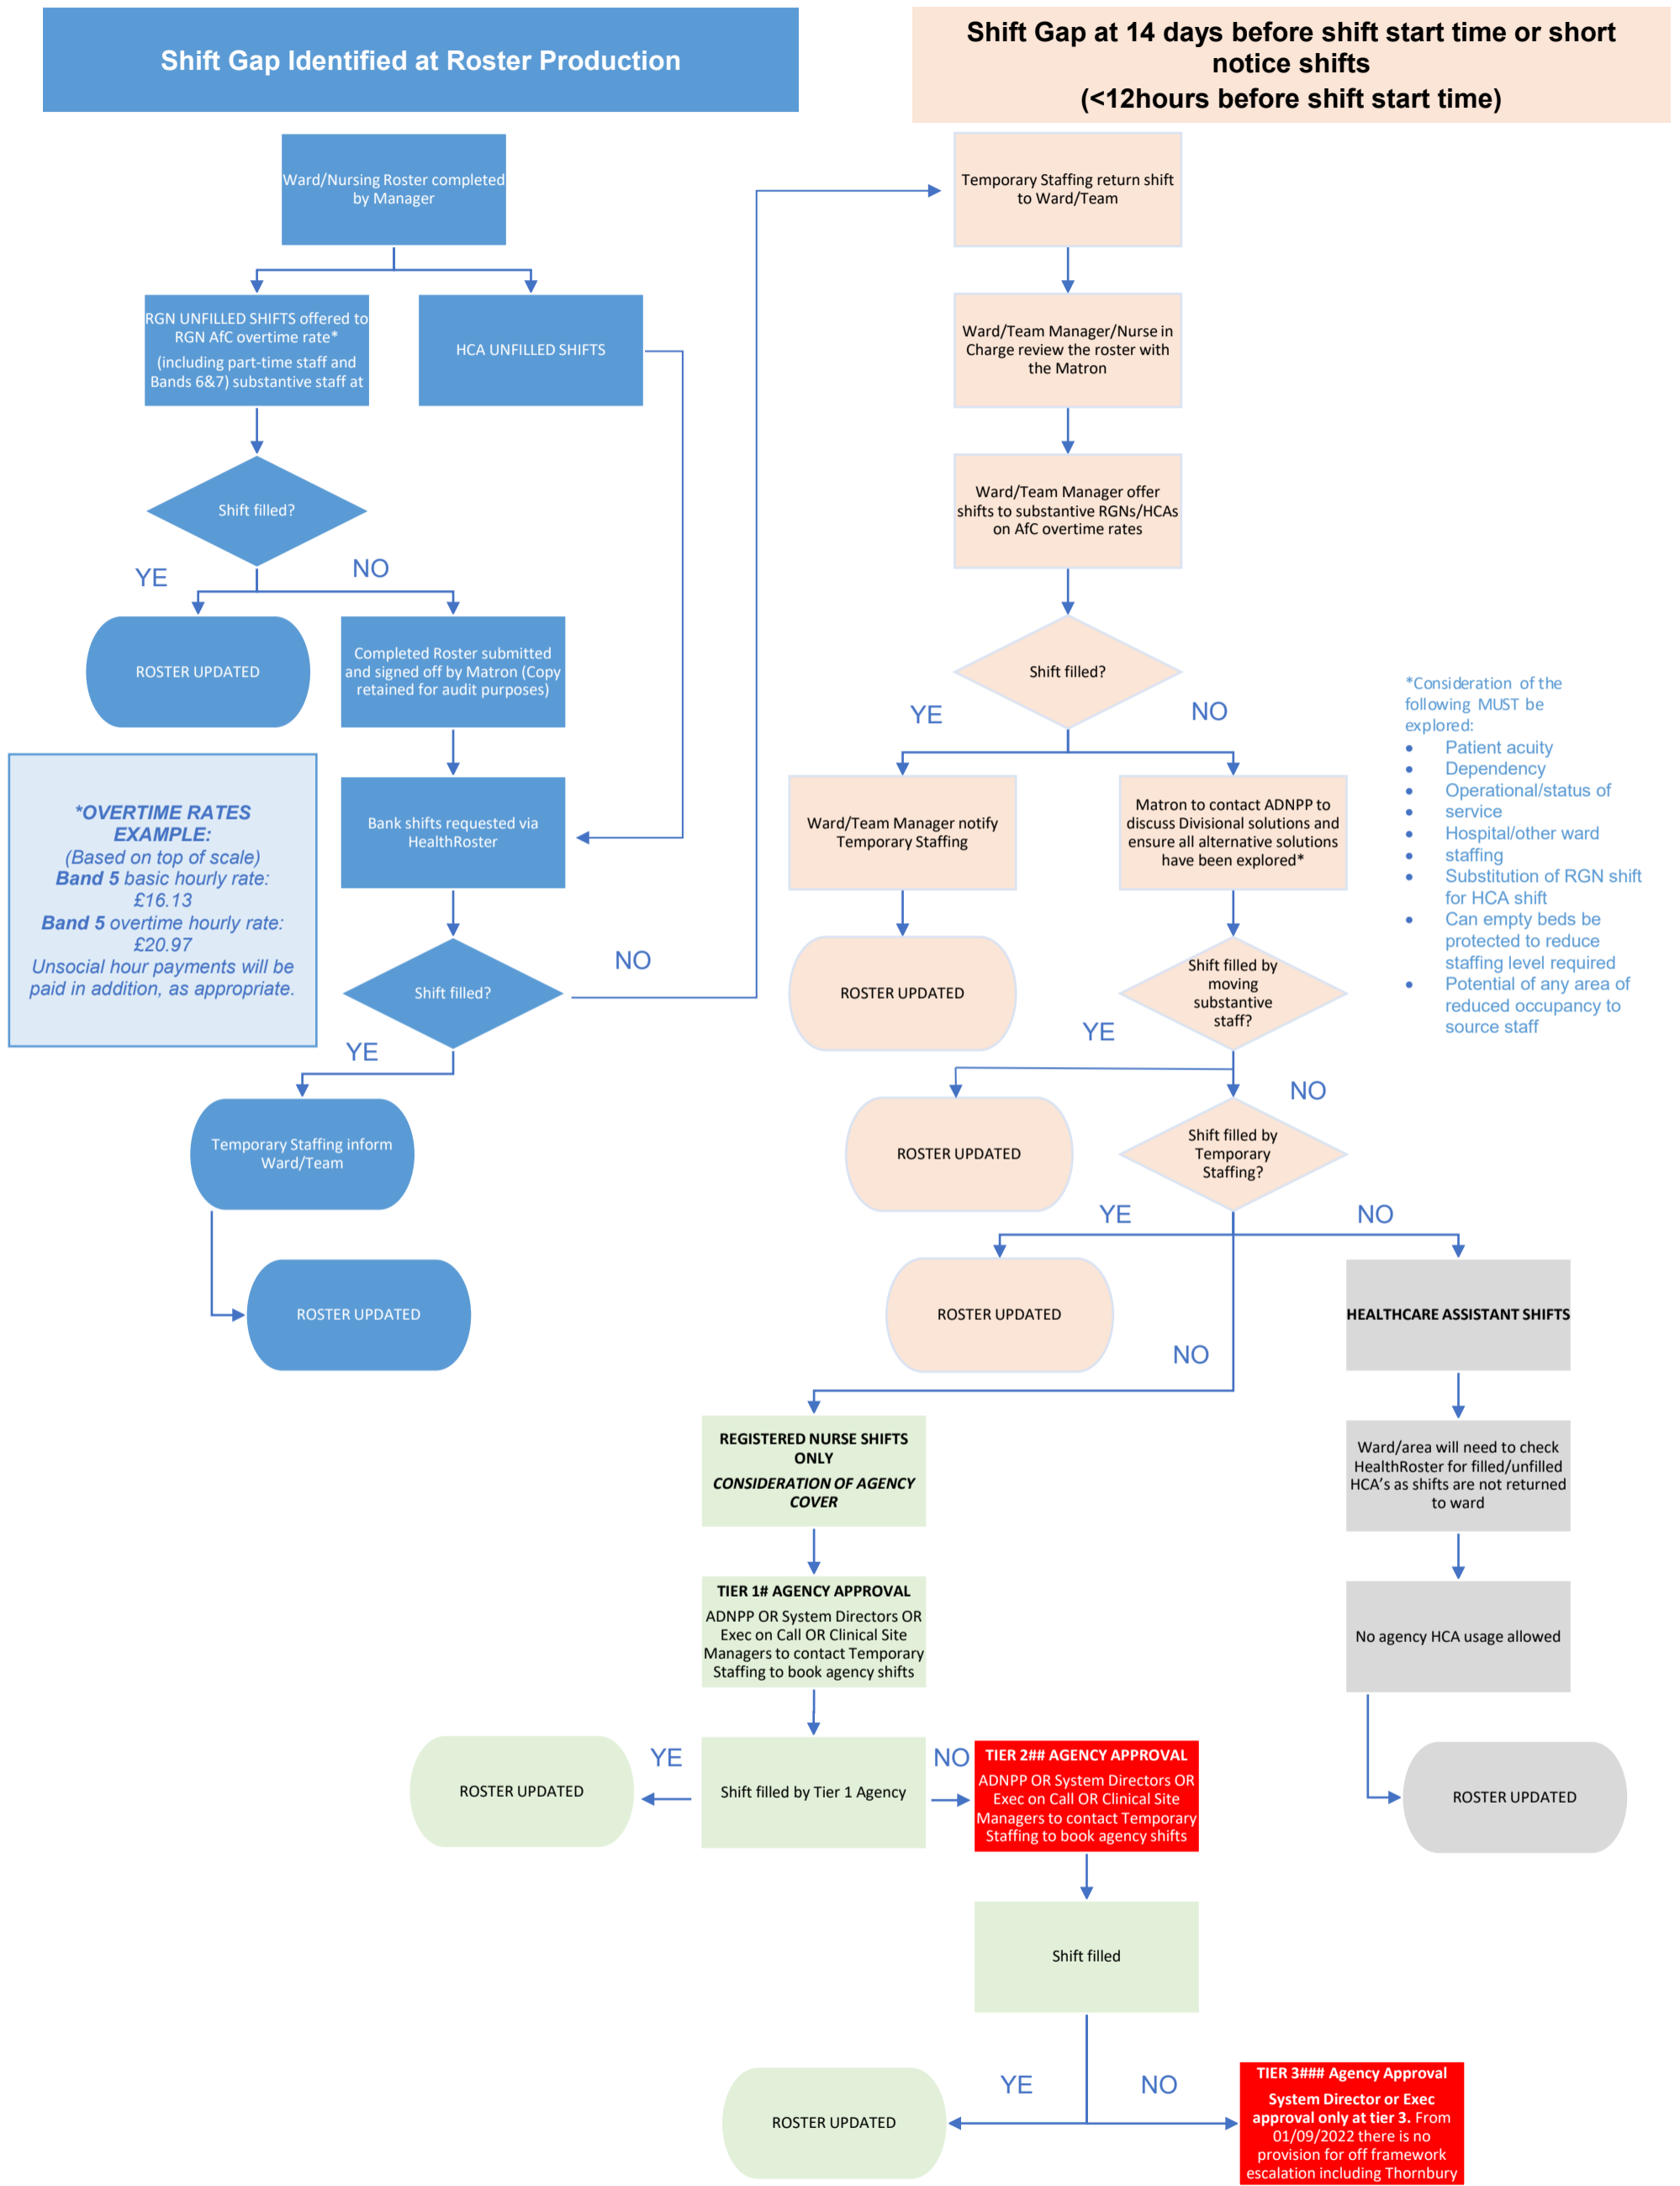 Shift Gap Identified at Roster Production
Shift Gap at 14 days before shift start time or short
notice shifts
(<12hours before shift start time)
Ward/Nursing Roster completed
by Manager
RGN UNFILLED SHIFTS offered to
RGN AfC overtime rate*
(including part-time staff and
Bands 6&7) substantive staff at
HCA UNFILLED SHIFTS
Shift filled?
YE
NO
ROSTER UPDATED
Completed Roster submitted
and signed off by Matron (Copy
retained for audit purposes)
*OVERTIME RATES
EXAMPLE:
(Based on top of scale)
Band 5 basic hourly rate:
£16.13
Band 5 overtime hourly rate:
£20.97
Unsocial hour payments will be
paid in addition, as appropriate.
Bank shifts requested via
HealthRoster
Shift filled?
NO
YE
Temporary Staffing inform
Ward/Team
ROSTER UPDATED
Temporary Staffing return shift
to Ward/Team
Ward/Team Manager/Nurse in
Charge review the roster with
the Matron
Ward/Team Manager offer
shifts to substantive RGNs/HCAs
on AfC overtime rates
Shift filled?
YE
NO
Ward/Team Manager notify
Temporary Staffing
ROSTER UPDATED
Matron to contact ADNPP to
discuss Divisional solutions and
ensure all alternative solutions
have been explored*
*Consideration of the
following MUST be
explored:
• Patient acuity
• Dependency
• Operational/status of
• service
• Hospital/other ward
• staffing
• Substitution of RGN shift
for HCA shift
• Can empty beds be
protected to reduce
staffing level required
• Potential of any area of
reduced occupancy to
source staff
Shift filled by
moving
substantive
staff?
YE
NO
ROSTER UPDATED
Shift filled by
Temporary
Staffing?
YE
NO
ROSTER UPDATED
NO
HEALTHCARE ASSISTANT SHIFTS
Ward/area will need to check
HealthRoster for filled/unfilled
HCA's as shifts are not returned
to ward
No agency HCA usage allowed
ROSTER UPDATED
REGISTERED NURSE SHIFTS
ONLY
CONSIDERATION OF AGENCY
COVER
TIER 1# AGENCY APPROVAL
ADNPP OR System Directors OR
Exec on Call OR Clinical Site
Managers to contact Temporary
Staffing to book agency shifts
Shift filled by Tier 1 Agency
YE
NO
ROSTER UPDATED
TIER 2## AGENCY APPROVAL
ADNPP OR System Directors OR
Exec on Call OR Clinical Site
Managers to contact Temporary
Staffing to book agency shifts
Shift filled
YE
NO
ROSTER UPDATED
TIER 3### Agency Approval
System Director or Exec
approval only at tier 3. From
01/09/2022 there is no
provision for off framework
escalation including Thornbury